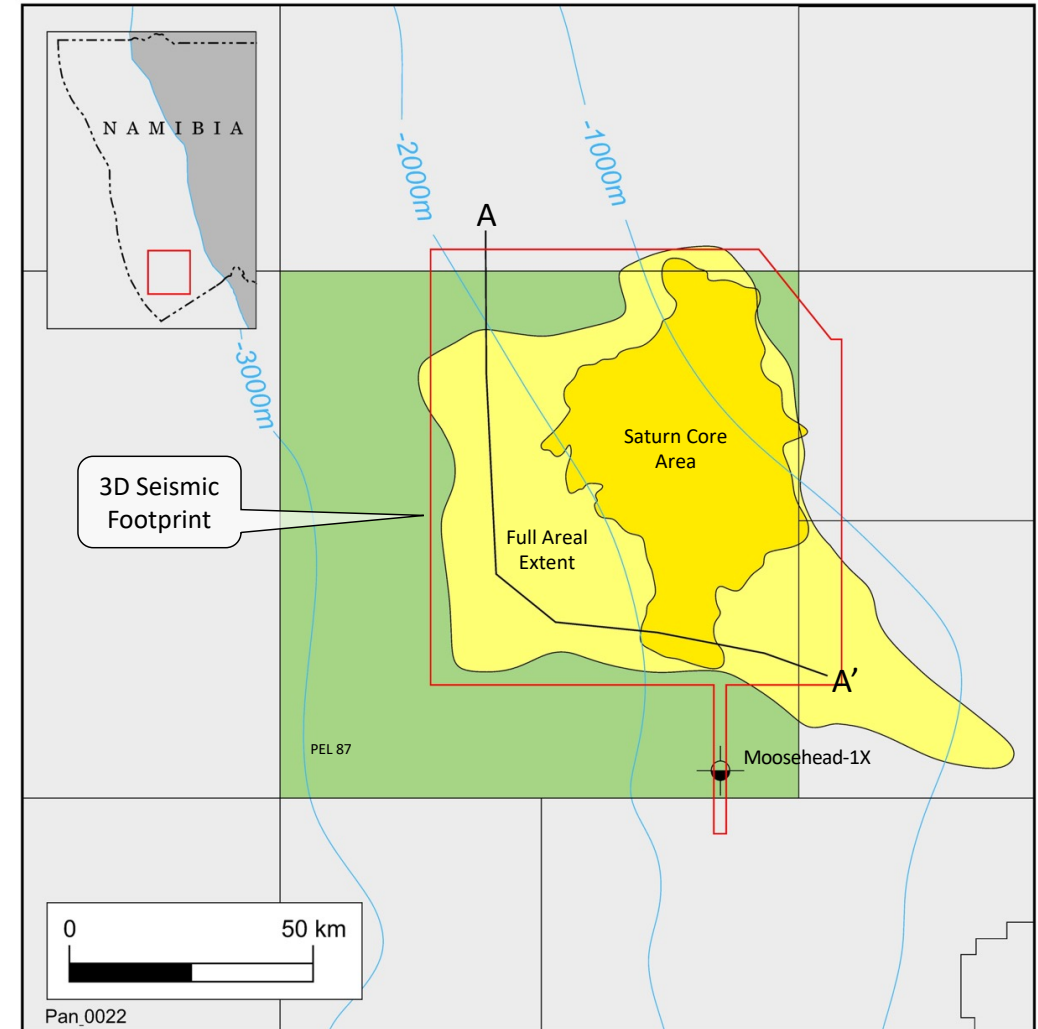 NAMIBIA
-2000m
-1000m
A
-3000m
3D Seismic
Footprint
Saturn Core
Area
Full Areal
Extent
A’
PEL 87
Moosehead-1X
0
50 km
Pan_0022